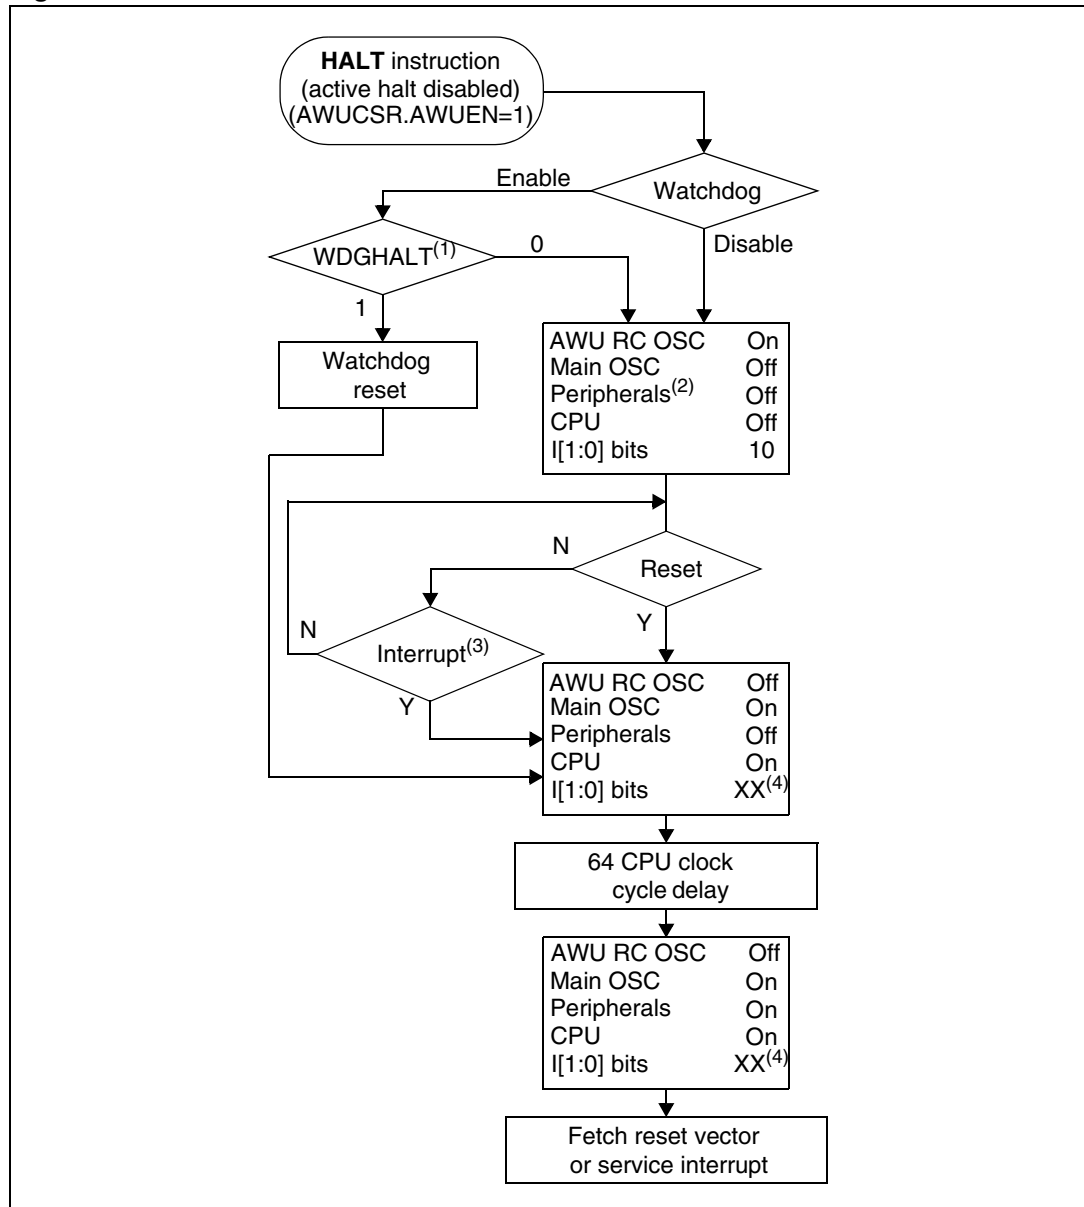 HALT instruction
(active halt disabled)
(AWUCSR.AWUEN=1)
Enable
Watchdog
WDGHALT(1)
0
Disable
1
Watchdog
reset
AWU RC OSC On
Main OSC Off
Peripherals(2) Off
CPU Off
I[1:0] bits 10
N
Reset
Y
N
Interrupt(3)
Y
AWU RC OSC Off
Main OSC On
Peripherals Off
CPU On
I[1:0] bits XX(4)
64 CPU clock
cycle delay
AWU RC OSC Off
Main OSC On
Peripherals On
CPU On
I[1:0] bits XX(4)
Fetch reset vector
or service interrupt